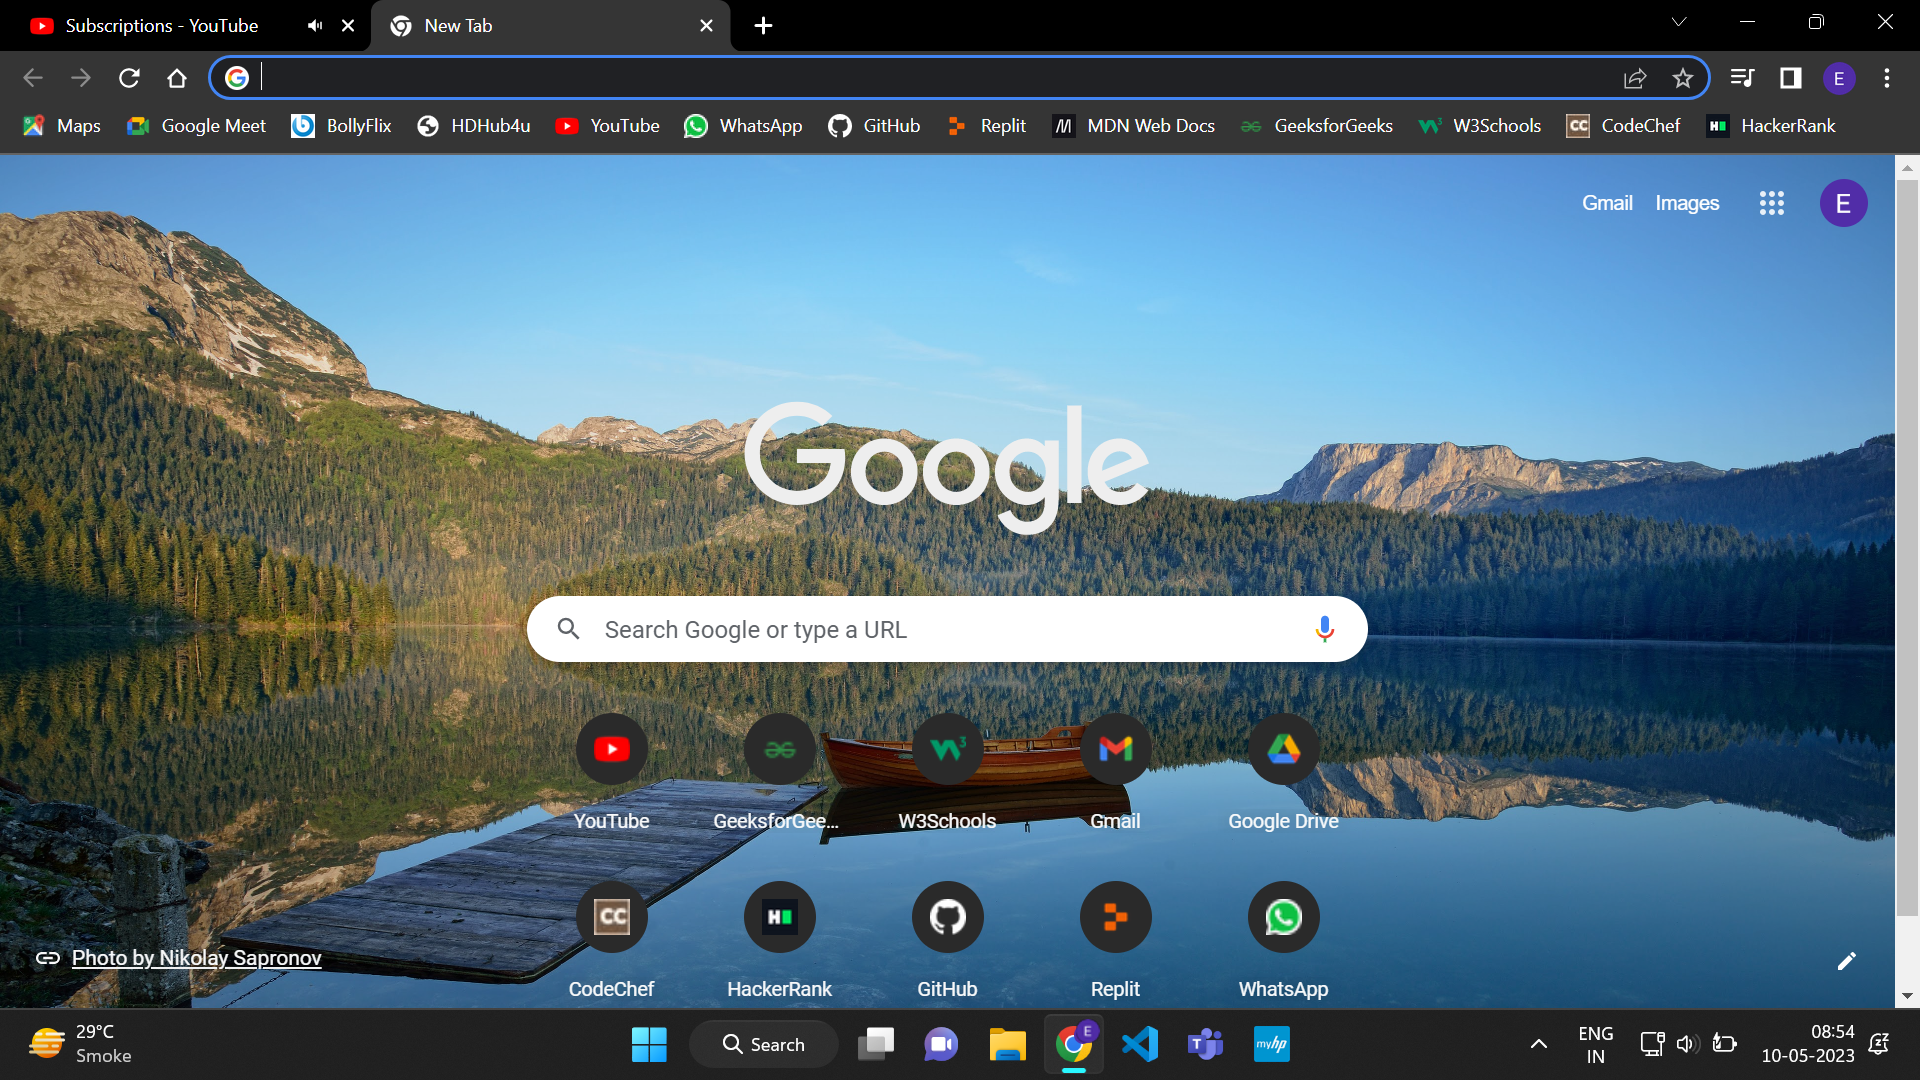 Subscriptions - YouTube
New Tab
E
Maps
Google Meet
BollyFlix
HDHub4u
YouTube
WhatsApp
GitHub
Replit
MDN Web Docs
GeeksforGeeks
W3Schools
CodeChef
HackerRank
Gmail
Images
E
Google
Search Google or type a URL
YouTube
GeeksforGee...
W3Schools
Gmail
Google Drive
CC
H
CodeChef
HackerRank
GitHub
Replit
WhatsApp
Photo by Nikolay Sapronov
29°C
Smoke
Search
E
myhp
ENG
IN
08:54
10-05-2023